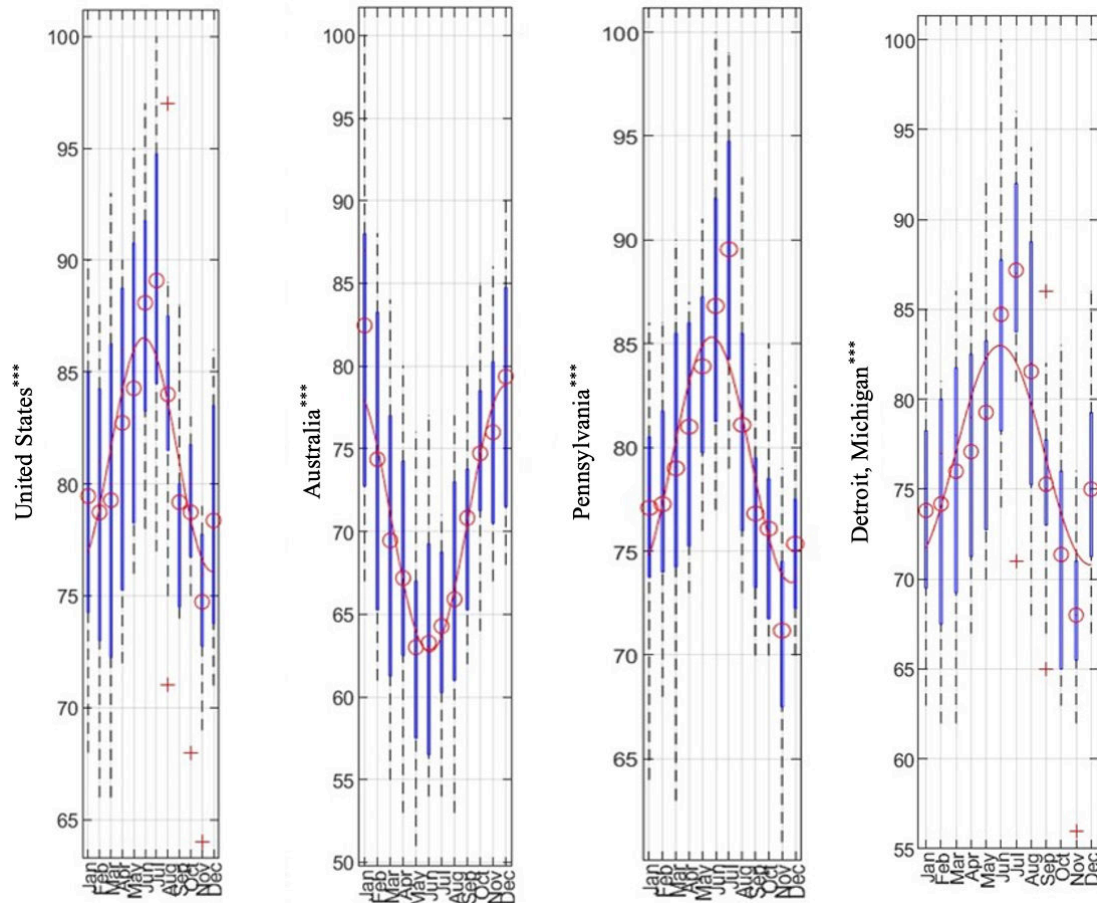 United States***
100
95
90
85
80
75
70
65
Jan
Feb
Mar
Apr
May
Jun
Jul
Aug
Sep
Oct
Nov
Dec
Australia***
100
95
90
85
80
75
70
65
60
55
50
Jan
Feb
Mar
Apr
May
Jun
Jul
Aug
Sep
Oct
Nov
Dec
Pennsylvania***
100
95
90
85
80
75
70
65
Jan
Feb
Mar
Apr
May
Jun
Jul
Aug
Sep
Oct
Nov
Dec
Detroit, Michigan***
100
95
90
85
80
75
70
65
60
55
Jan
Feb
Mar
Apr
May
Jun
Jul
Aug
Sep
Oct
Nov
Dec